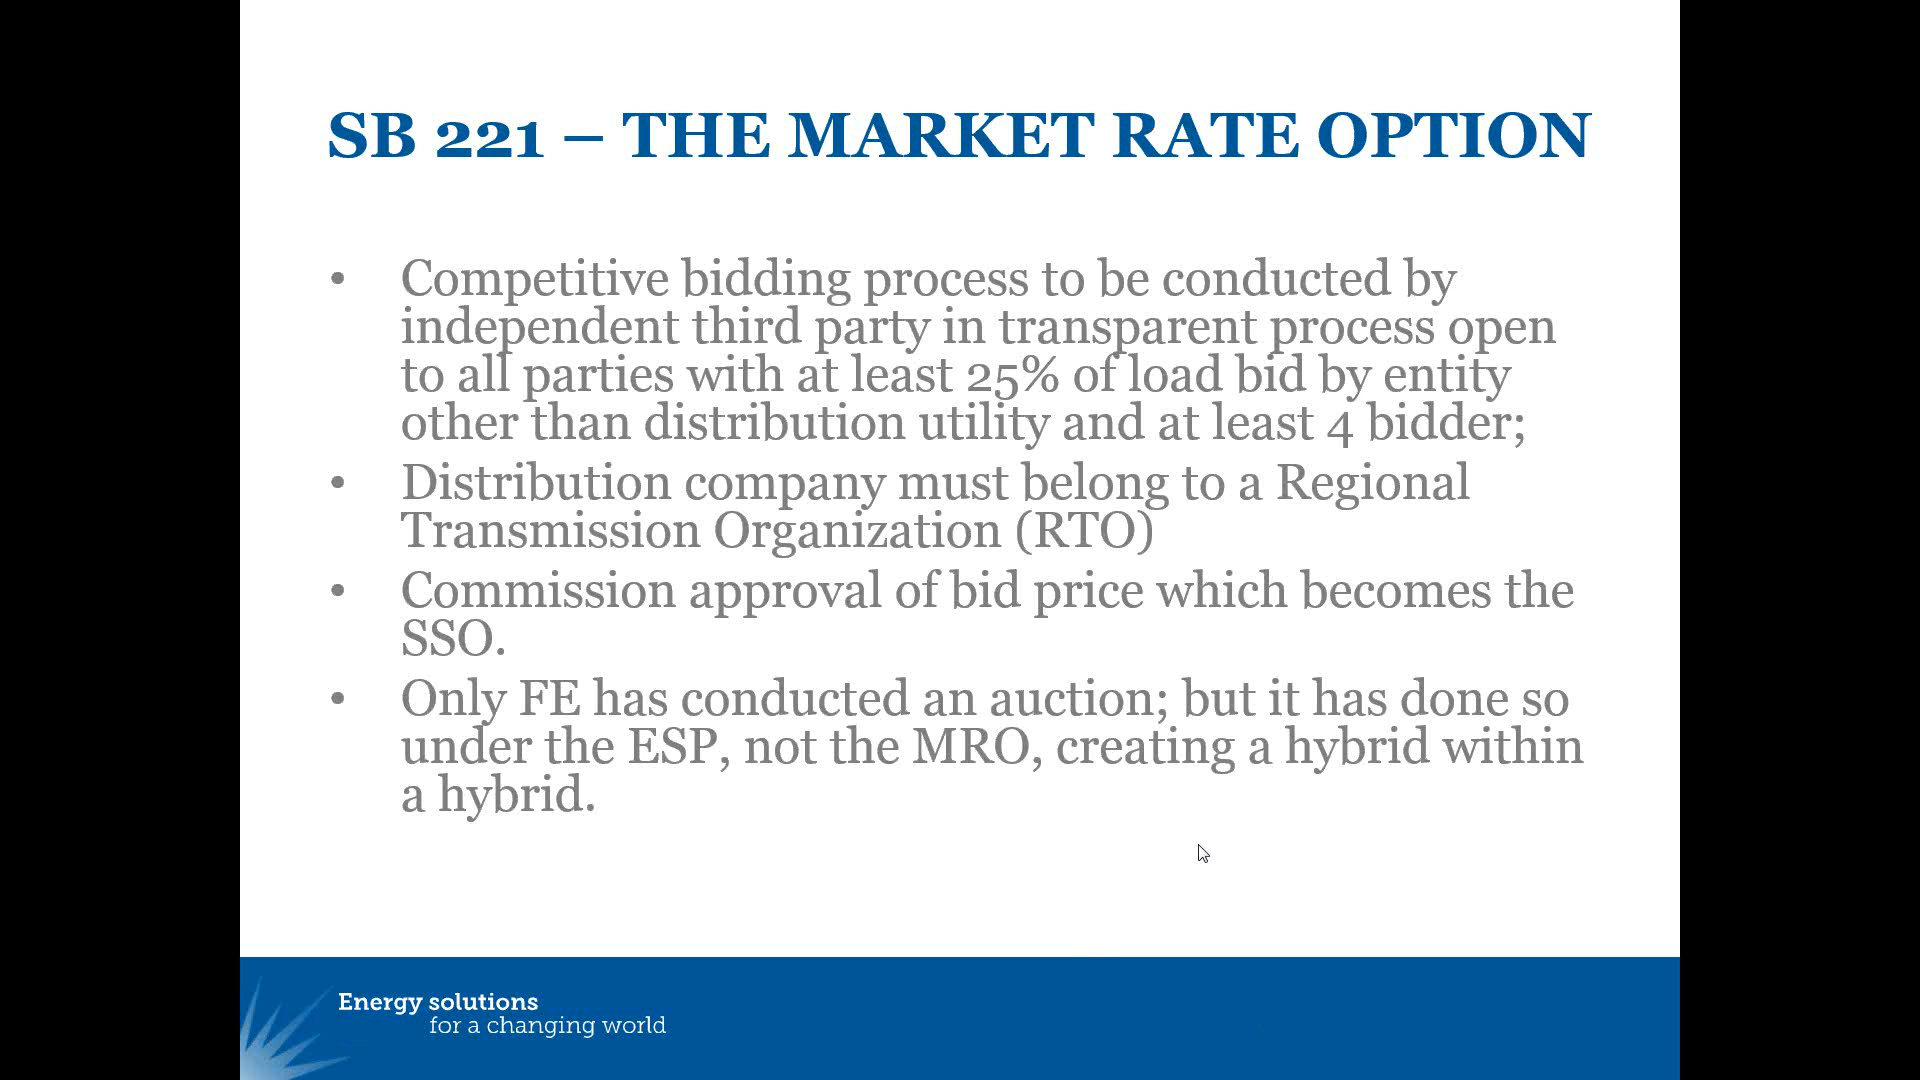 SB 221 – THE MARKET RATE OPTION
• Competitive bidding process to be conducted by
independent third party in transparent process open
to all parties with at least 25% of load bid by entity
other than distribution utility and at least 4 bidder;
• Distribution company must belong to a Regional
Transmission Organization (RTO)
• Commission approval of bid price which becomes the
SSO.
• Only FE has conducted an auction; but it has done so
under the ESP, not the MRO, creating a hybrid within
a hybrid.
Energy solutions
for a changing world